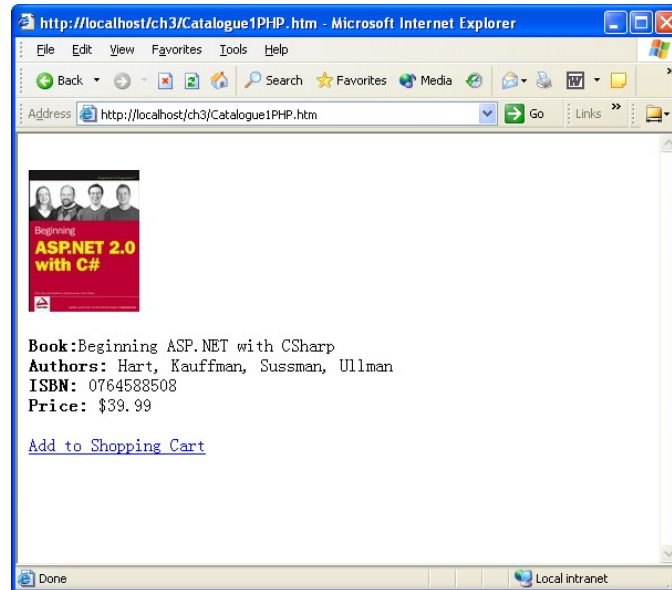 http://localhost/ch3/Catalogue1PHP.htm - Microsoft Internet Explorer
File Edit View Favorites Tools Help
Back Search Favorites Media
Address http://localhost/ch3/Catalogue1PHP.htm Go Links »
Beginning
ASP.NET 2.0
with C#
Book:Beginning ASP.NET with CSharp
Authors: Hart, Kauffman, Sussman, Ullman
ISBN: 0764588508
Price: $39.99
Add to Shopping Cart
Done Local intranet